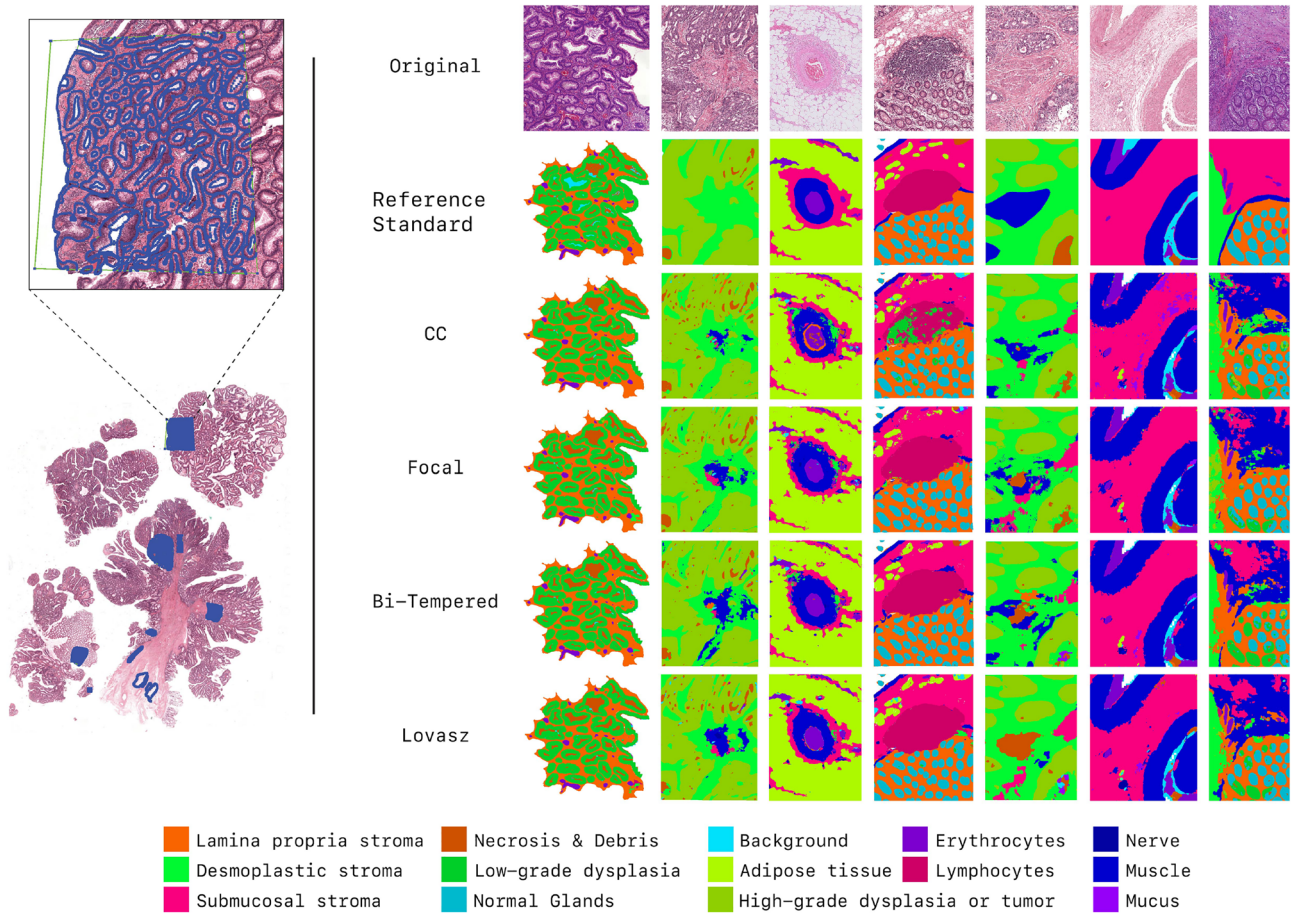 Original
Reference
Standard
CC
Focal
Bi-Tempered
Lovasz
Lamina propria stroma
Necrosis & Debris
Background
Erythrocytes
Nerve
Desmoplastic stroma
Low-grade dysplasia
Adipose tissue
Lymphocytes
Muscle
Submucosal stroma
Normal Glands
High-grade dysplasia or tumor
Mucus